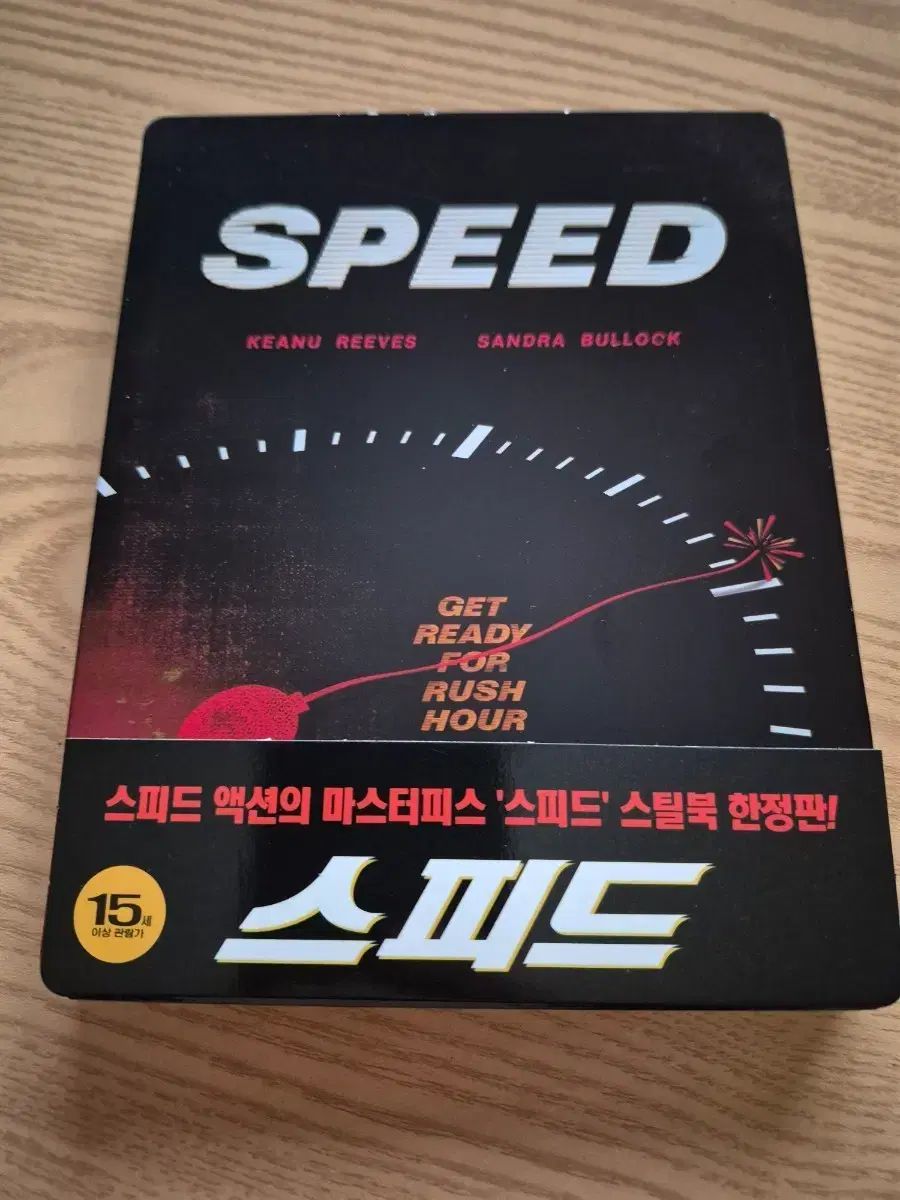 SPEED
KEANU REEVES SANDRA BULLOCK
GET
READY
FOR
RUSH
HOUR
스피드 액션의 마스터피스 '스피드' 스틸북 한정판!
15세
이상 관람가
스피드